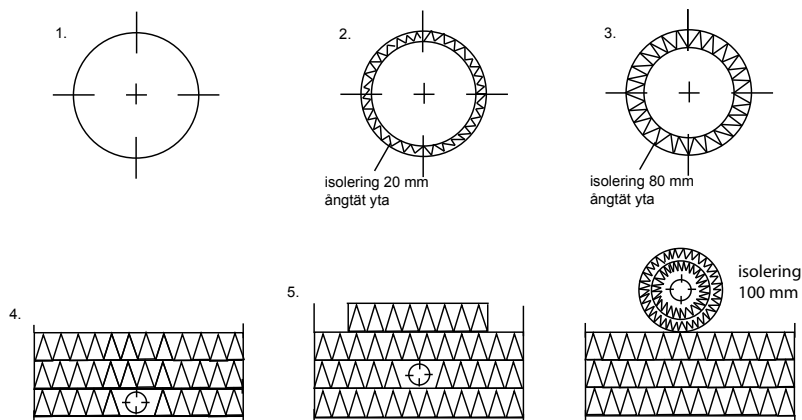 1.
2.
3.
isolering 20 mm
ångtät yta
isolering 80 mm
ångtät yta
4.
5.
isolering
100 mm